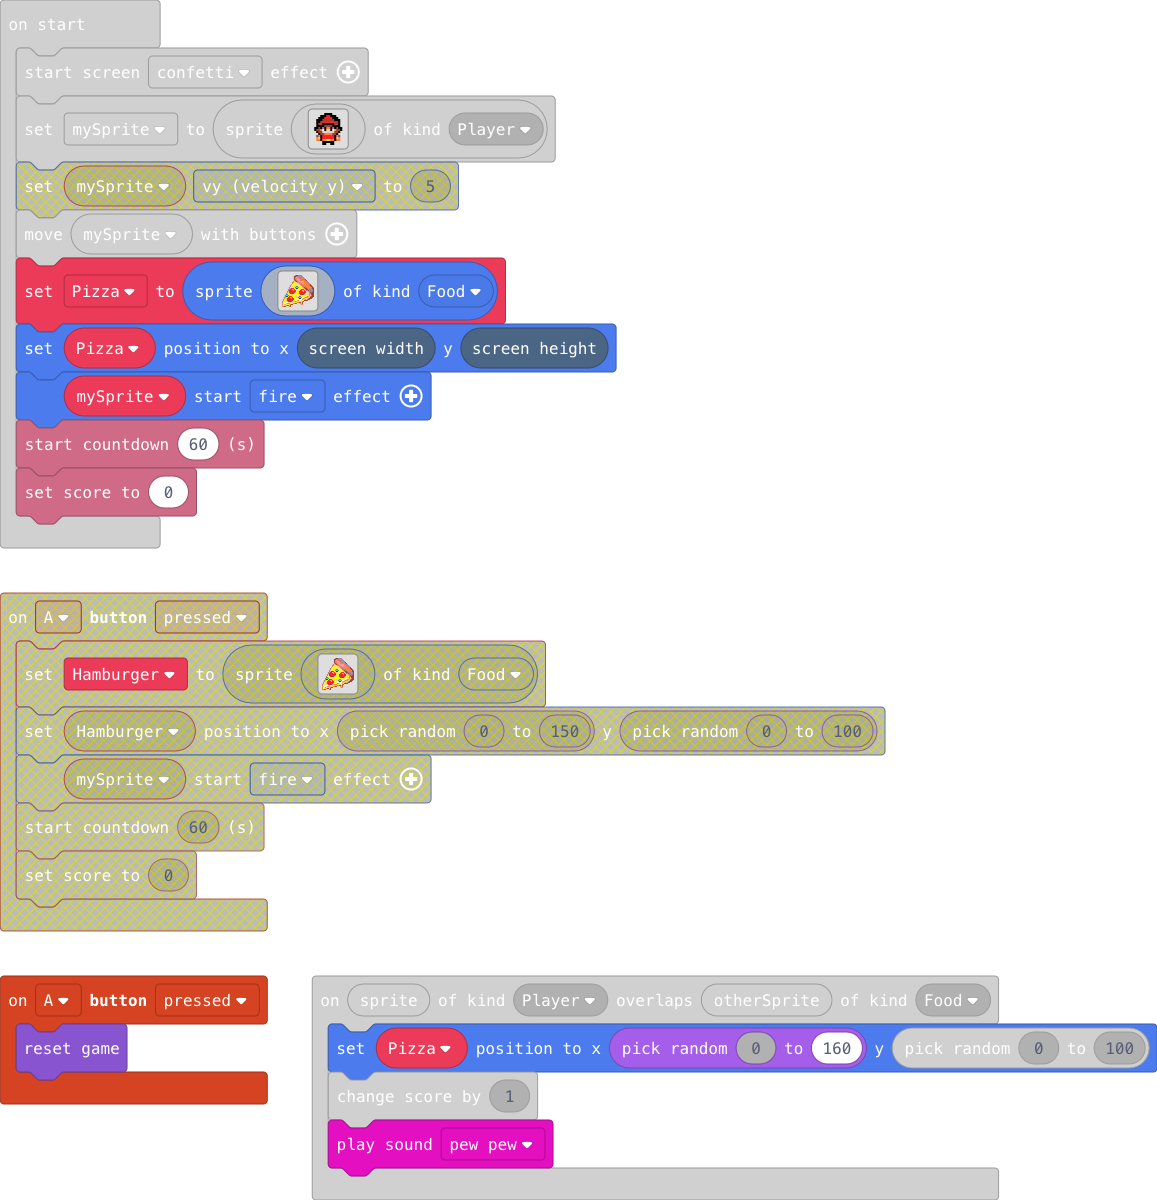 on start
start screen confetti effect
set mySprite to sprite of kind Player
set mySprite vy (velocity y) to 5
move mySprite with buttons
set Pizza to sprite of kind Food
set Pizza position to x screen width y screen height
mySprite start fire effect
start countdown 60 (s)
set score to 0
on A button pressed
set Hamburger to sprite of kind Food
set Hamburger position to x pick random 0 to 150 y pick random 0 to 100
mySprite start fire effect
start countdown 60 (s)
set score to 0
on A button pressed
reset game
on sprite of kind Player overlaps otherSprite of kind Food
set Pizza position to x pick random 0 to 160 y pick random 0 to 100
change score by 1
play sound pew pew